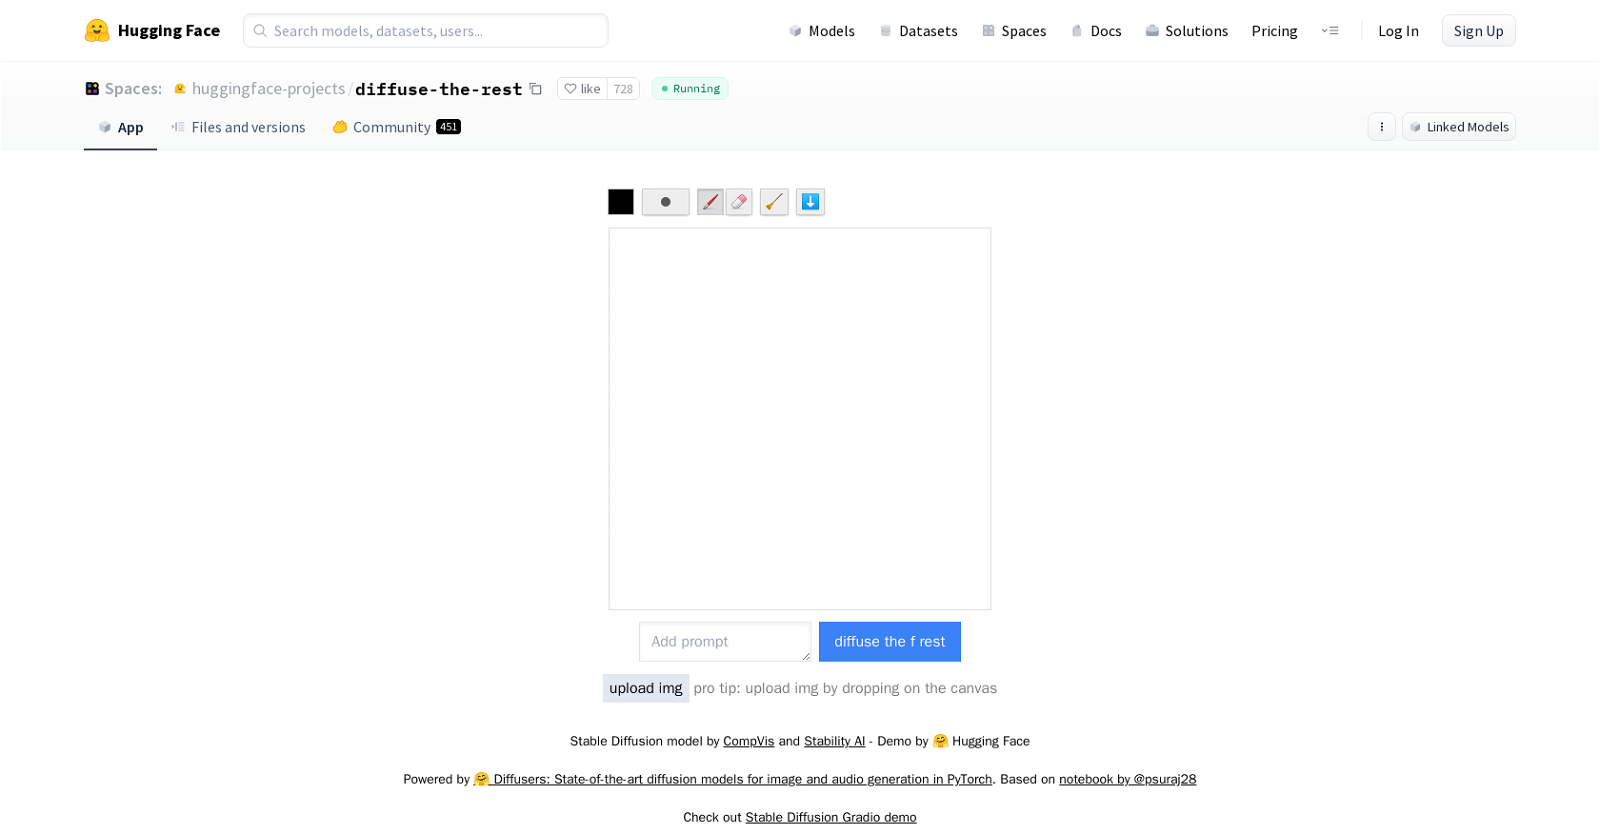 Hugging Face
Search models, datasets, users...
Models
Datasets
Spaces
Docs
Solutions
Pricing
Log In
Sign Up
Spaces:
huggingface-projects/diffuse-the-rest
like 728
Running
App
Files and versions
Community 451
Linked Models
Add prompt
diffuse the f rest
upload img pro tip: upload img by dropping on the canvas
Stable Diffusion model by CompVis and Stability AI - Demo by 🤗 Hugging Face
Powered by 🤗 Diffusers: State-of-the-art diffusion models for image and audio generation in PyTorch. Based on notebook by @psuraj28
Check out Stable Diffusion Gradio demo